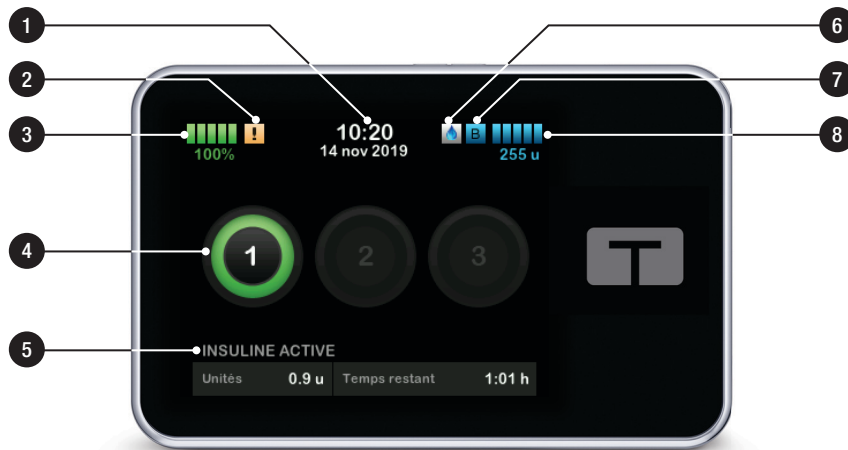 1
6
2
7
3
8
!
10:20
B
100%
14 nov 2019
255 u
4
1
2
3
T
5
INSULINE ACTIVE
Unités 0.9 u Temps restant 1:01 h